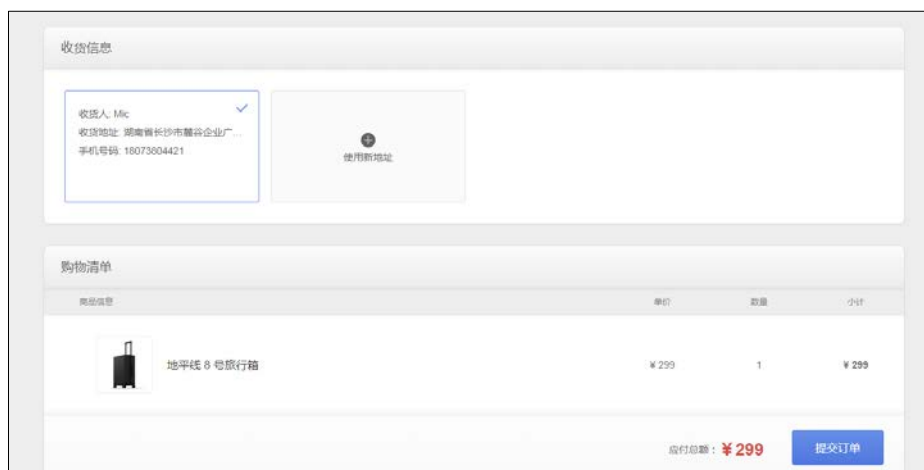 收货信息
收货人: Mic
收货地址: 湖南省长沙市麓谷企业广...
手机号码: 18073804421
使用新地址
购物清单
商品信息 单价 数量 小计
地平线 8 号旅行箱 ¥ 299 1 ¥ 299
应付总额： ¥ 299 提交订单